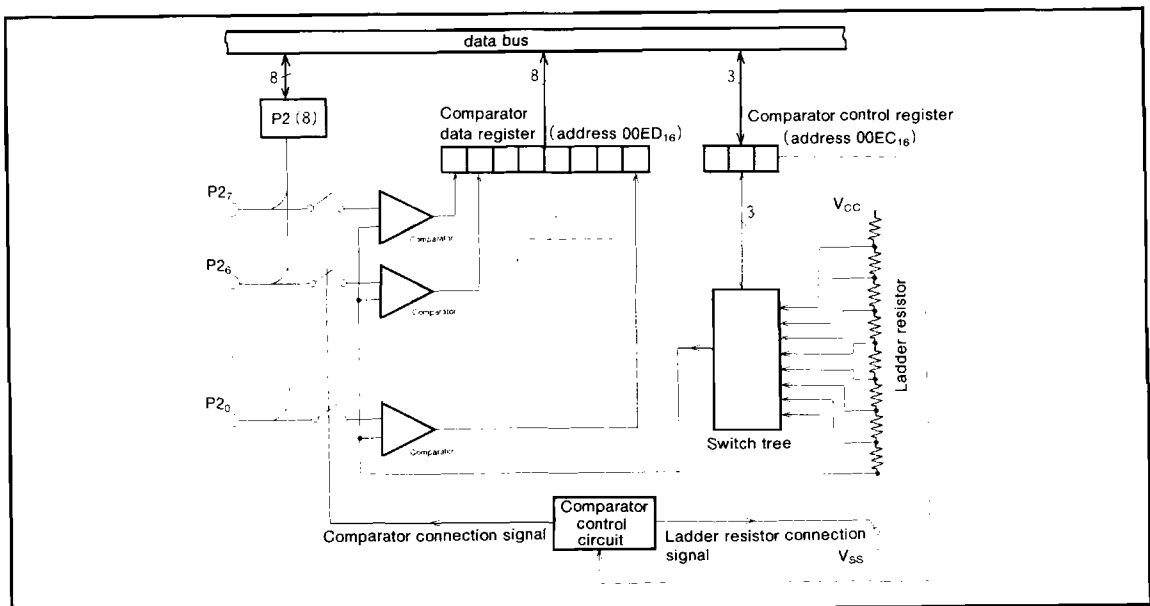 data bus
8
8
3
P2 (8)
Comparator
data register (address 00ED₁₆)
Comparator control register
(address 00EC₁₆)
P2₇
Comparator
3
V_CC
P2₆
Comparator
Ladder resistor
P2₀
Comparator
Switch tree
Comparator connection signal
Comparator
control
circuit
Ladder resistor connection
signal
V_SS